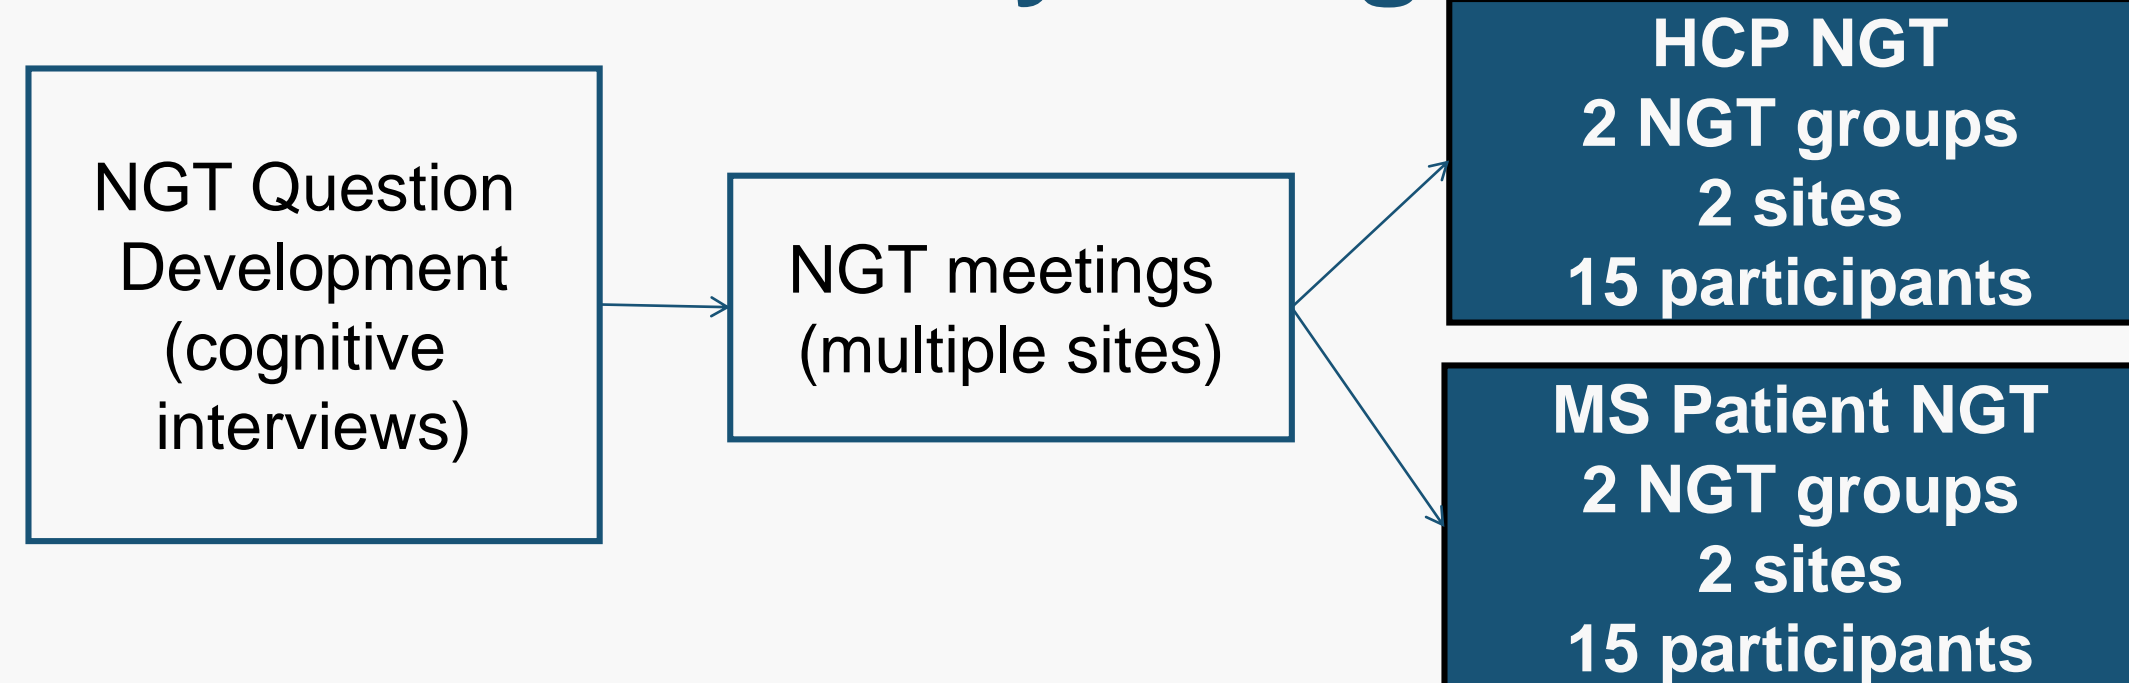 NGT Question
Development
(cognitive
interviews)
NGT meetings
(multiple sites)
HCP NGT
2 NGT groups
2 sites
15 participants
MS Patient NGT
2 NGT groups
2 sites
15 participants